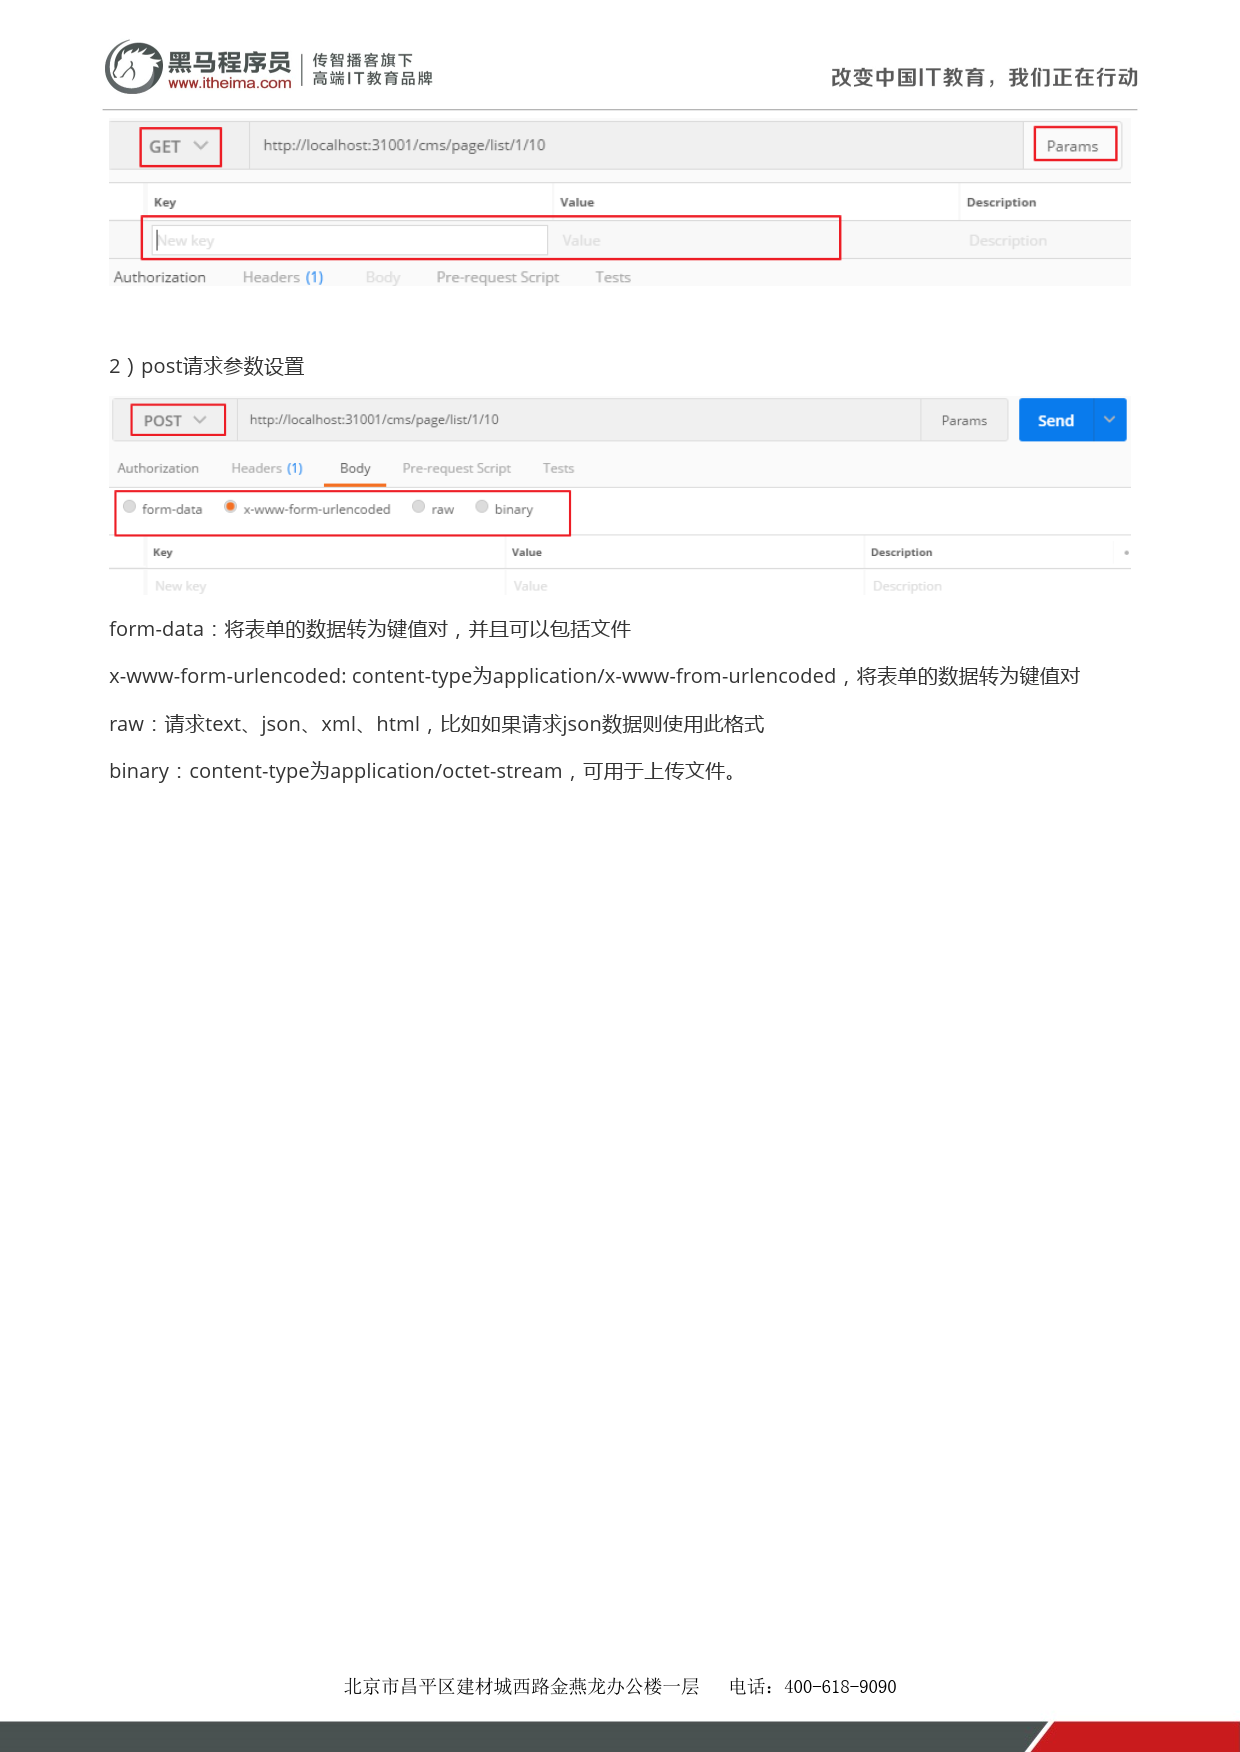 黑马程序员 传智播客旗下
www.itheima.com 高端IT教育品牌
改变中国IT教育，我们正在行动
GET http://localhost:31001/cms/page/list/1/10 Params
Key Value Description
New key Value Description
Authorization Headers (1) Body Pre-request Script Tests
2）post请求参数设置
POST http://localhost:31001/cms/page/list/1/10 Params Send
Authorization Headers (1) Body Pre-request Script Tests
form-data x-www-form-urlencoded raw binary
Key Value Description
New key Value Description
form-data：将表单的数据转为键值对，并且可以包括文件
x-www-form-urlencoded: content-type为application/x-www-from-urlencoded，将表单的数据转为键值对
raw：请求text、json、xml、html，比如如果请求json数据则使用此格式
binary：content-type为application/octet-stream，可用于上传文件。
北京市昌平区建材城西路金燕龙办公楼一层 电话：400-618-9090